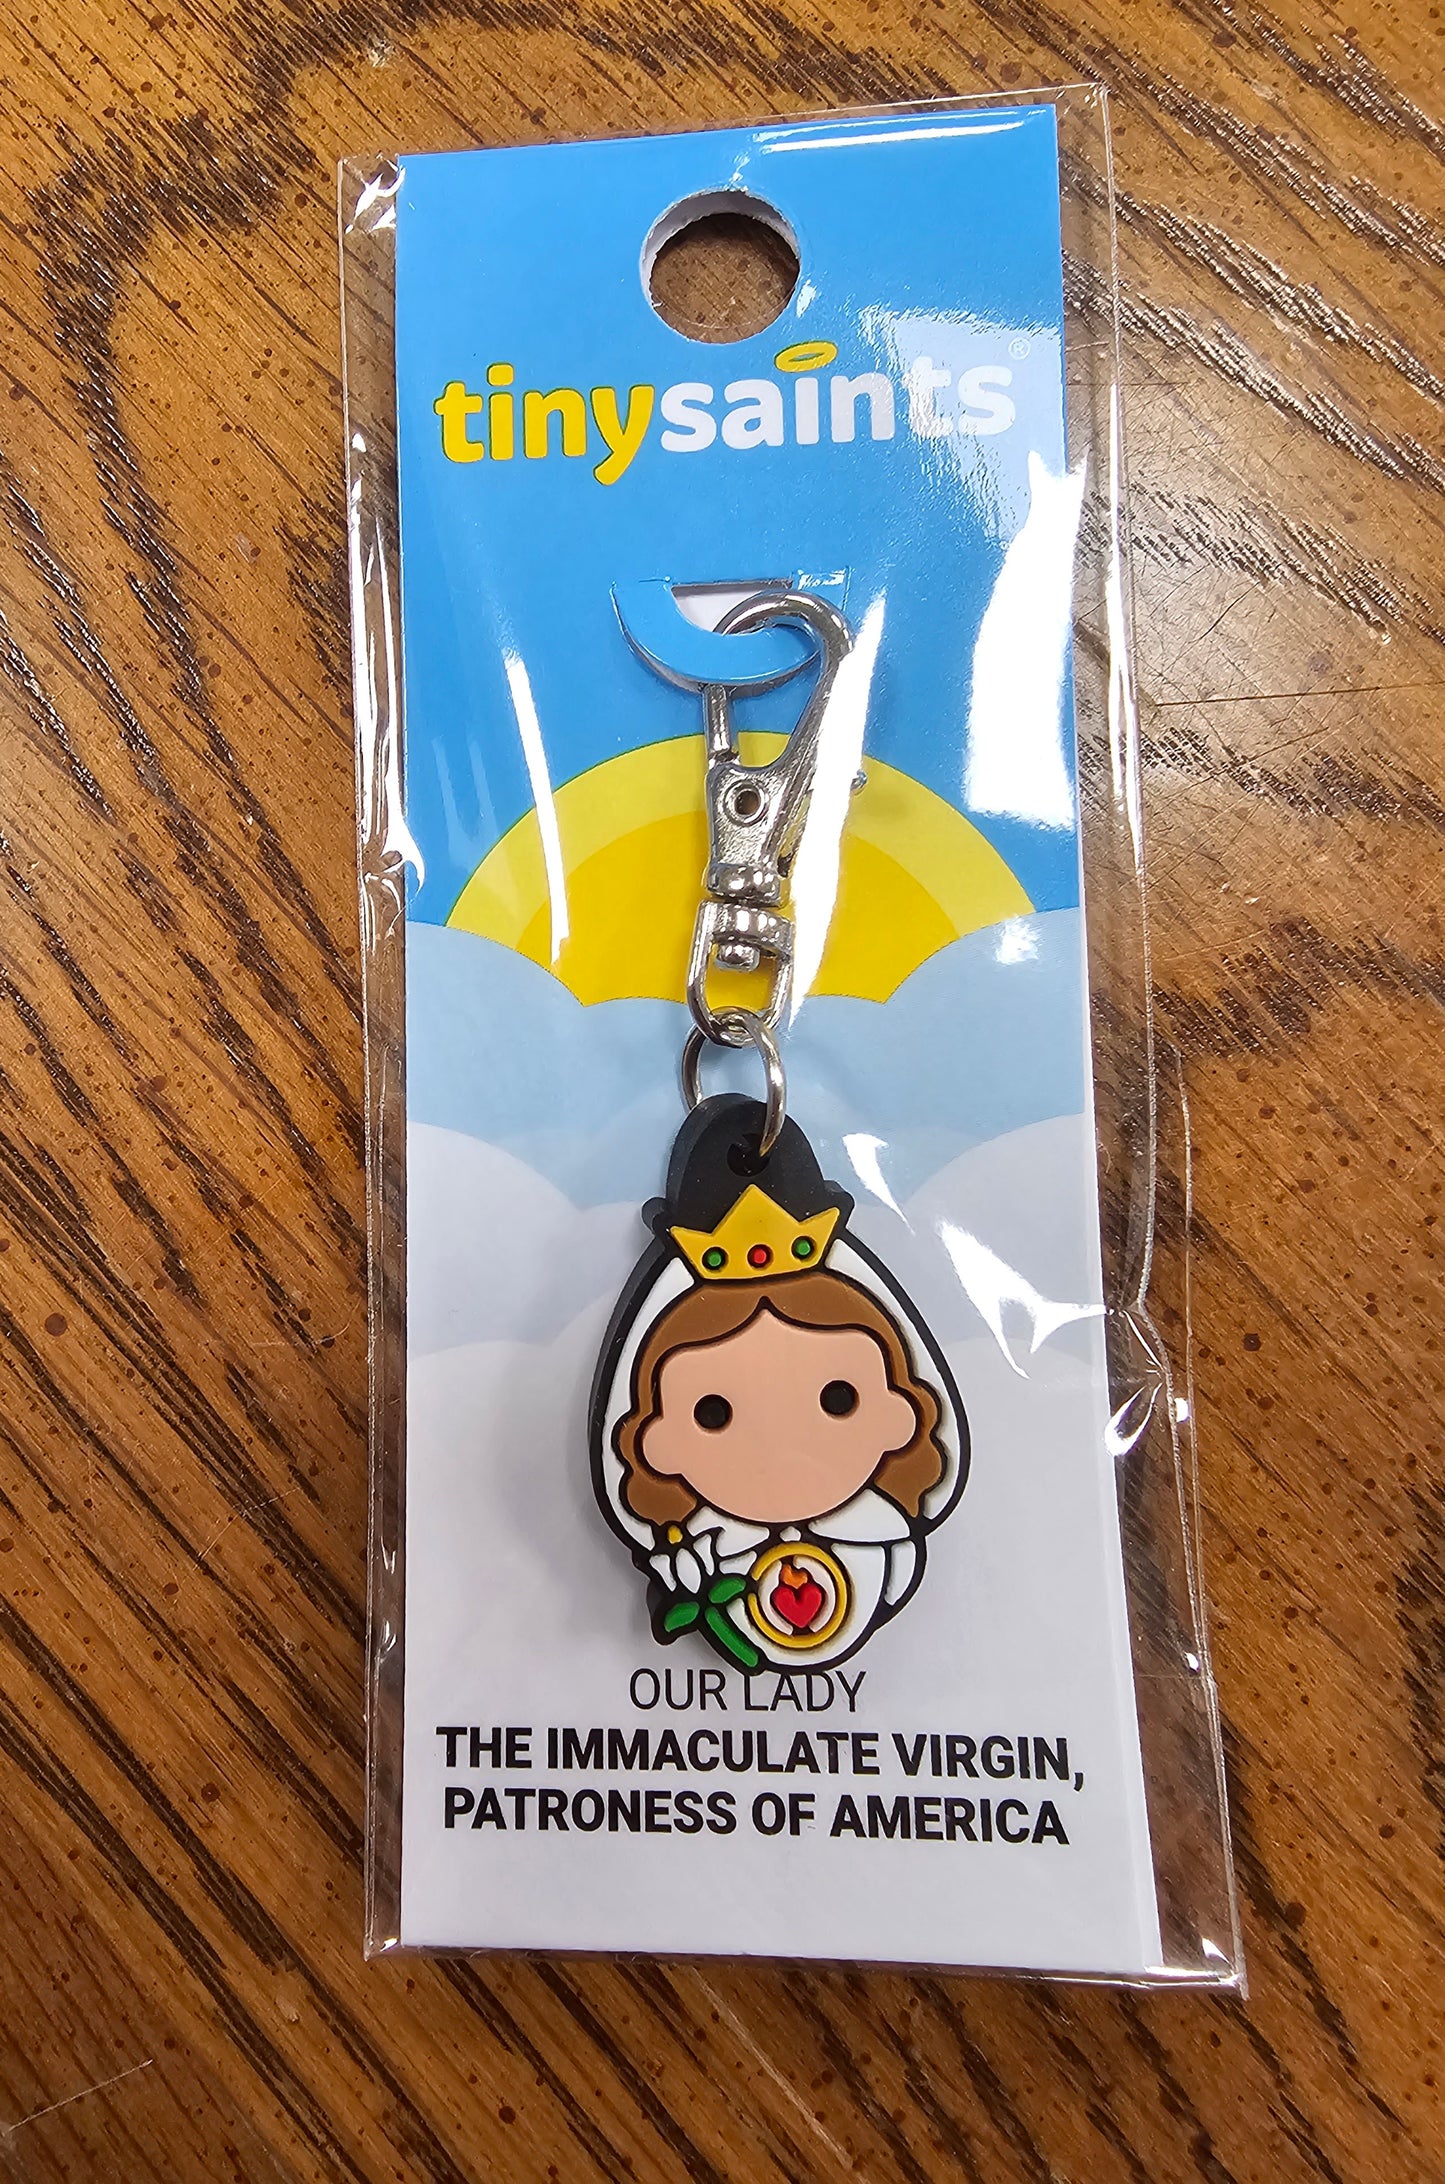 tinysaints®
OUR LADY
THE IMMACULATE VIRGIN,
PATRONESS OF AMERICA